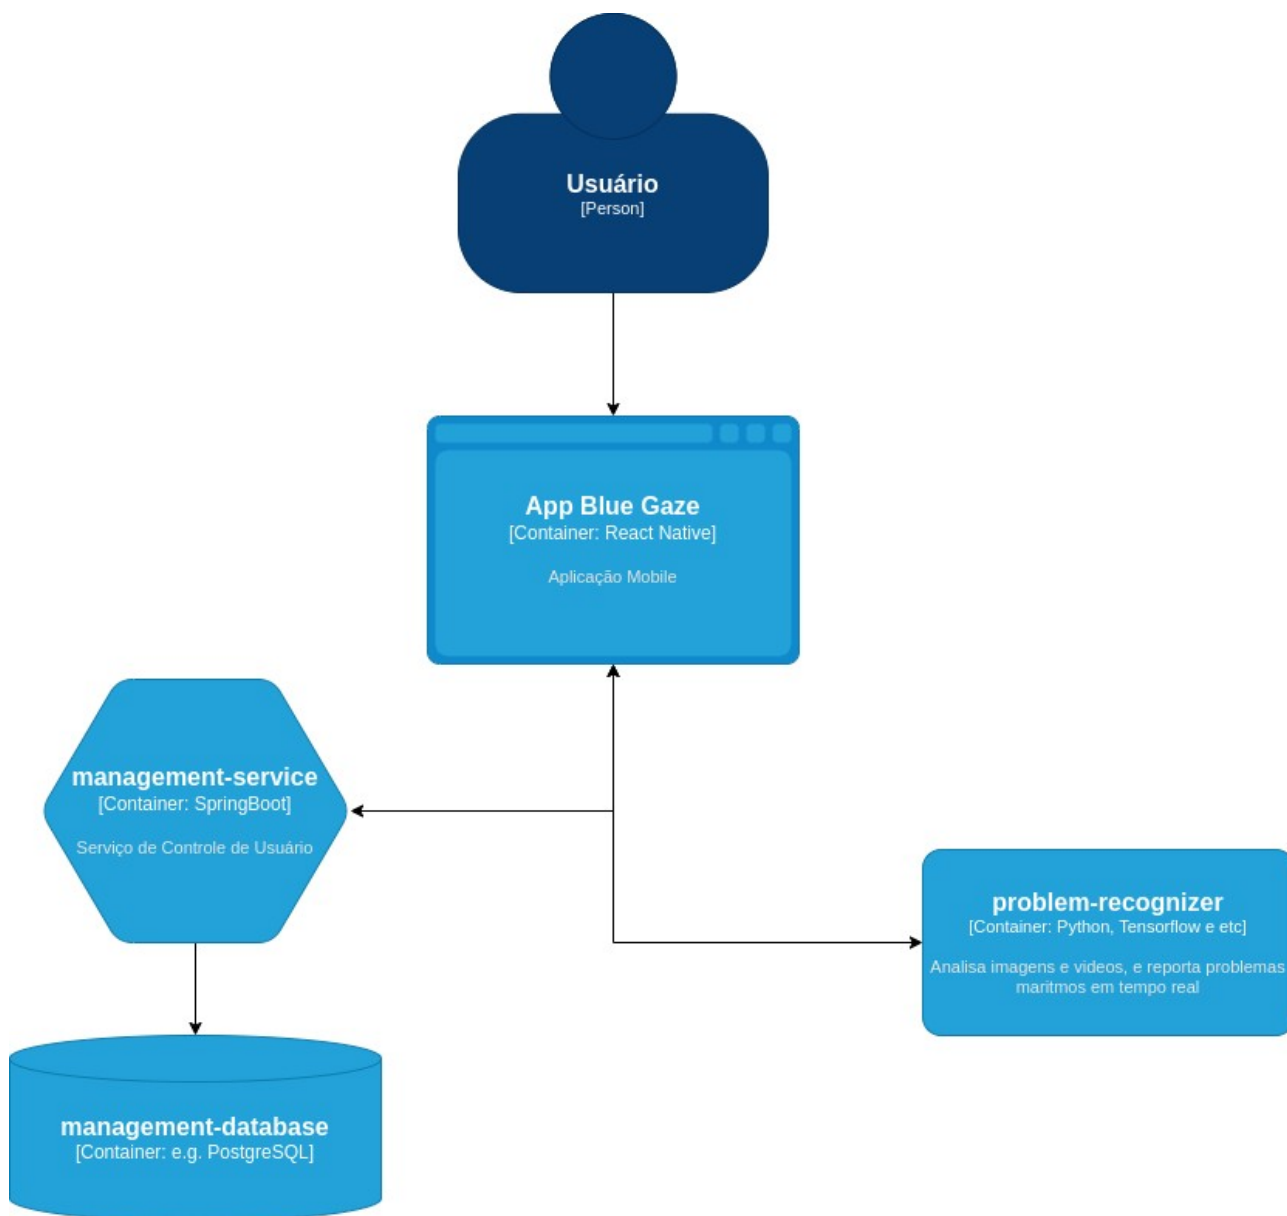 Usuário
[Person]
App Blue Gaze
[Container: React Native]
Aplicação Mobile
management-service
[Container: SpringBoot]
Serviço de Controle de Usuário
problem-recognizer
[Container: Python, Tensorflow e etc]
Analisa imagens e videos, e reporta problemas
maritmos em tempo real
management-database
[Container: e.g. PostgreSQL]